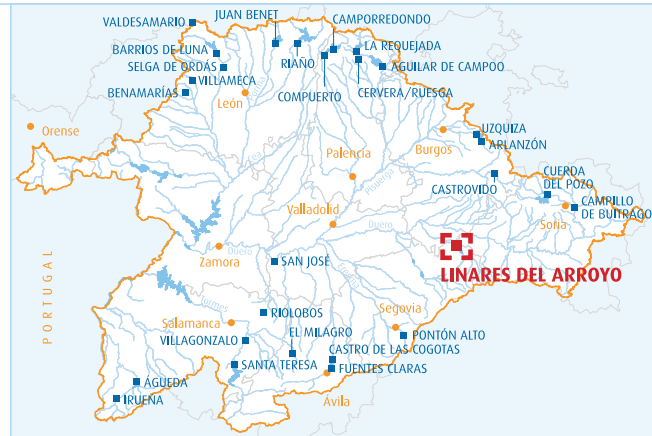 JUAN BENET
CAMPORREDONDO
VALDESAMARIO
BARRIOS DE LUNA
LA REQUEJADA
SELGA DE ORDÁS
RIAÑO
AGUILAR DE CAMPOO
VILLAMECA
BENAMARÍAS
León
COMPUERTO
CERVERA/RUESGA
Orense
UZQUIZA
Burgos
ARLANZÓN
Palencia
Pisuerga
CUERDA
DEL POZO
CASTROVIDO
CAMPILLO
DE BUITRAGO
Valladolid
Soria
Duero
Zamora
Duero
SAN JOSÉ
LINARES DEL ARROYO
PORTUGAL
Tormes
RIOLOBOS
Segovia
Salamanca
EL MILAGRO
PONTÓN ALTO
VILLAGONZALO
CASTRO DE LAS COGOTAS
SANTA TERESA
FUENTES CLARAS
ÁGUEDA
IRUEÑA
Ávila